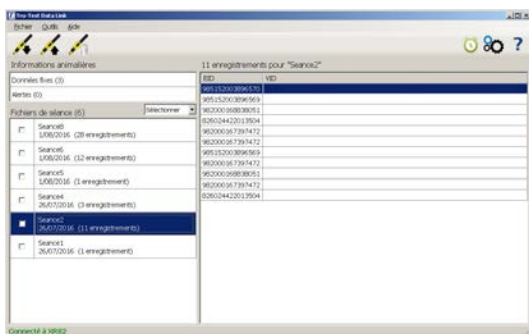 Tru-Test Data Link
Fichier Outils Aide
Informations animalières
Données fixes (3)
Alertes (0)
Fichiers de séance (6) Sélectionner
Seance8
1/08/2016 (28 enregistrements)
Seance6
1/08/2016 (12 enregistrements)
Seance5
1/08/2016 (1 enregistrement)
Seance4
26/07/2016 (3 enregistrements)
Seance2
26/07/2016 (11 enregistrements)
Seance1
26/07/2016 (1 enregistrements)
11 enregistrements pour "Seance2"
EID VID
985152003896570
985152003896569
982000168838051
826024422013504
982000167397472
982000167397472
985152003896569
982000167397472
982000168838051
982000167397472
826024422013504
Connecté à XRS2